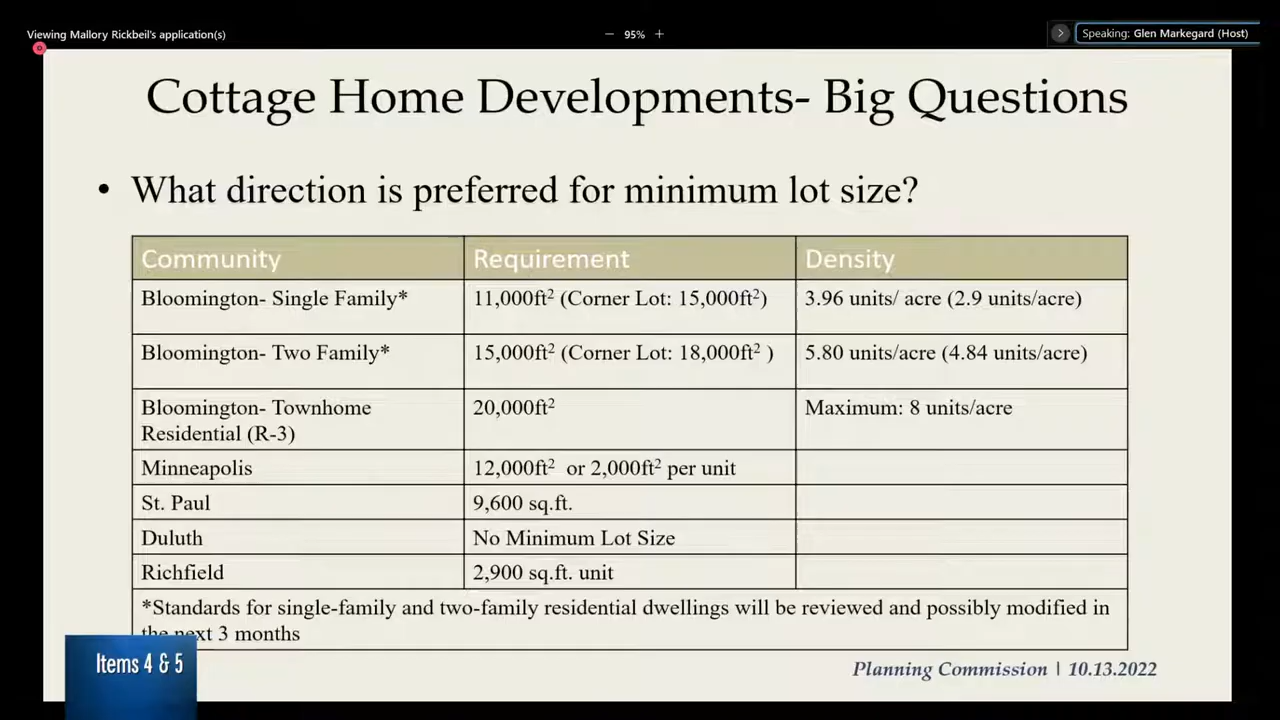 Viewing Mallory Rickbeil's application(s)
− 95% +
Speaking: Glen Markegard (Host)
Cottage Home Developments- Big Questions
• What direction is preferred for minimum lot size?
Community Requirement Density
Bloomington- Single Family* 11,000ft² (Corner Lot: 15,000ft²) 3.96 units/ acre (2.9 units/acre)
Bloomington- Two Family* 15,000ft² (Corner Lot: 18,000ft² ) 5.80 units/acre (4.84 units/acre)
Bloomington- Townhome 20,000ft² Maximum: 8 units/acre
Residential (R-3)
Minneapolis 12,000ft² or 2,000ft² per unit
St. Paul 9,600 sq.ft.
Duluth No Minimum Lot Size
Richfield 2,900 sq.ft. unit
*Standards for single-family and two-family residential dwellings will be reviewed and possibly modified in
the next 3 months
Items 4 & 5
Planning Commission | 10.13.2022